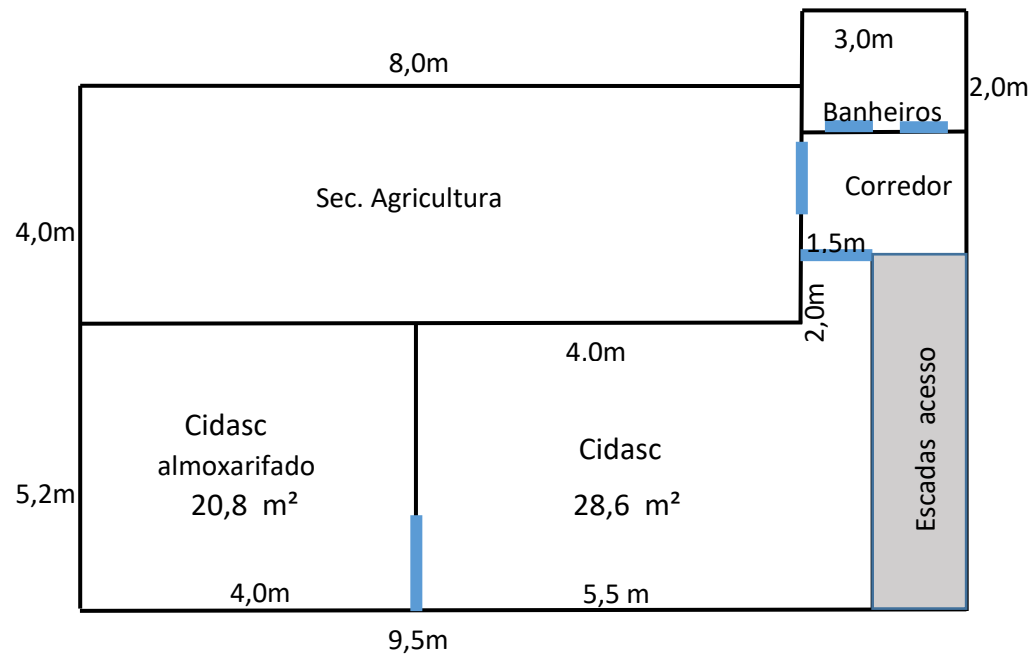 3,0m
8,0m
2,0m
Banheiros
Sec. Agricultura
Corredor
4,0m
1,5m
2,0m
4.0m
Escadas acesso
Cidasc
almoxarifado
20,8 m²
Cidasc
28,6 m²
5,2m
4,0m
5,5 m
9,5m